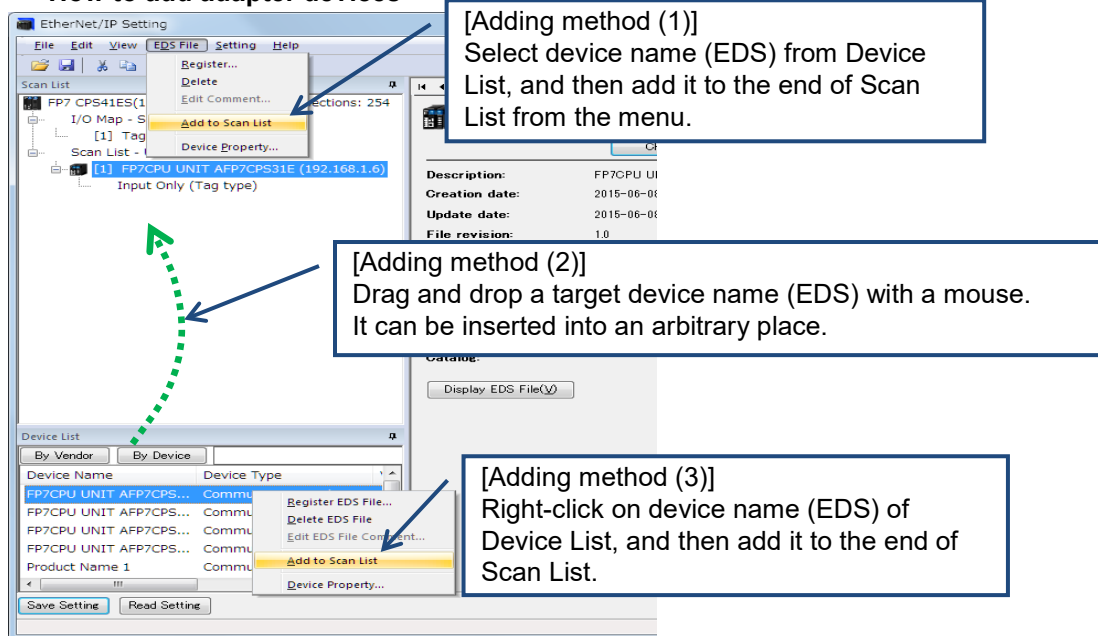 How to add adapter devices
[Adding method (1)]
Select device name (EDS) from Device
List, and then add it to the end of Scan
List from the menu.
EtherNet/IP Setting
File Edit View EDS File Setting Help
Register...
Delete
Edit Comment...
Add to Scan List
Device Property...
Scan List
FP7 CPS41ES(1 ections: 254
I/O Map - S
[1] Tag
Scan List -
[1] FP7CPU UNIT AFP7CPS31E (192.168.1.6)
Input Only (Tag type)
Description: FP7CPU UI
Creation date: 2015-06-08
Update date: 2015-06-08
File revision: 1.0
[Adding method (2)]
Drag and drop a target device name (EDS) with a mouse.
It can be inserted into an arbitrary place.
Catalog:
Display EDS File(V)
Device List
By Vendor By Device
Device Name Device Type
FP7CPU UNIT AFP7CPS... Commu
FP7CPU UNIT AFP7CPS... Commu
FP7CPU UNIT AFP7CPS... Commu
FP7CPU UNIT AFP7CPS... Commu
Product Name 1 Commu
Register EDS File...
Delete EDS File
Edit EDS File Comment...
Add to Scan List
Device Property...
[Adding method (3)]
Right-click on device name (EDS) of
Device List, and then add it to the end of
Scan List.
Save Setting Read Setting